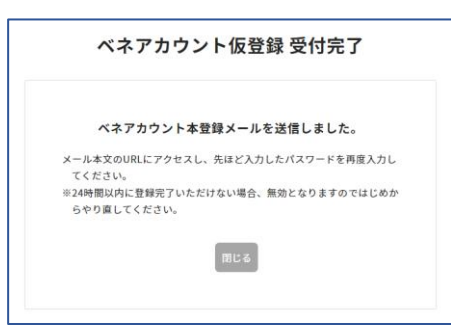 ベネアカウント仮登録 受付完了
ベネアカウント本登録メールを送信しました。
メール本文のURLにアクセスし、先ほど入力したパスワードを再度入力し
てください。
※24時間以内に登録完了いただけない場合、無効となりますのではじめか
らやり直してください。
閉じる